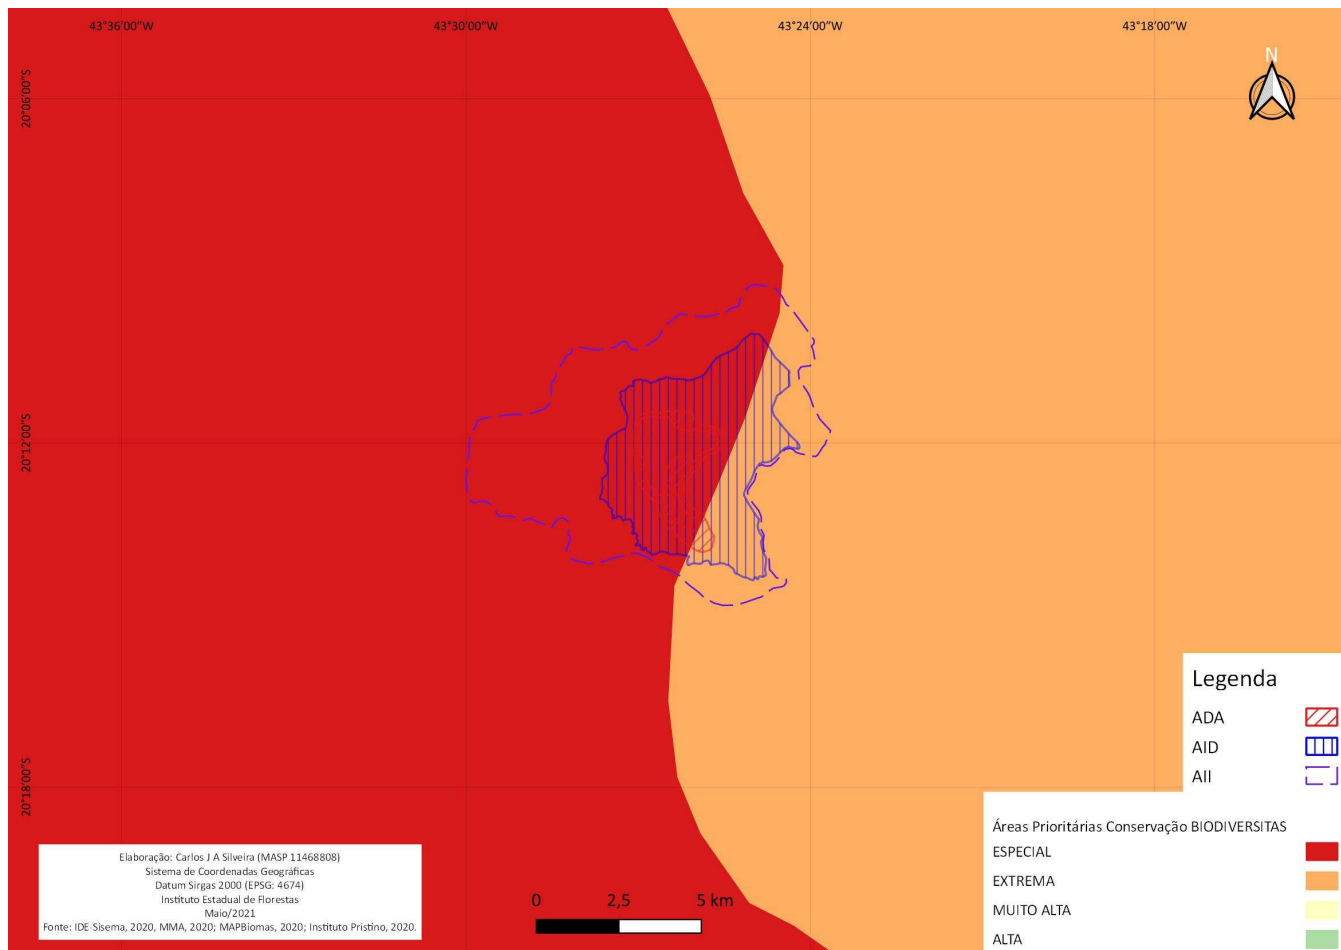 43°36'00"W
43°30'00"W
43°24'00"W
43°18'00"W
N
20°06'00"S
20°12'00"S
20°18'00"S
Legenda
ADA
AID
AII
Áreas Prioritárias Conservação BIODIVERSITAS
ESPECIAL
EXTREMA
MUITO ALTA
ALTA
Elaboração: Carlos J A Silveira (MASP 11468808)
Sistema de Coordenadas Geográficas
Datum Sirgas 2000 (EPSG: 4674)
Instituto Estadual de Florestas
Maio/2021
Fonte: IDE-Sisema, 2020, MMA, 2020; MAPBiomas, 2020; Instituto Prístino, 2020.
0 2,5 5 km